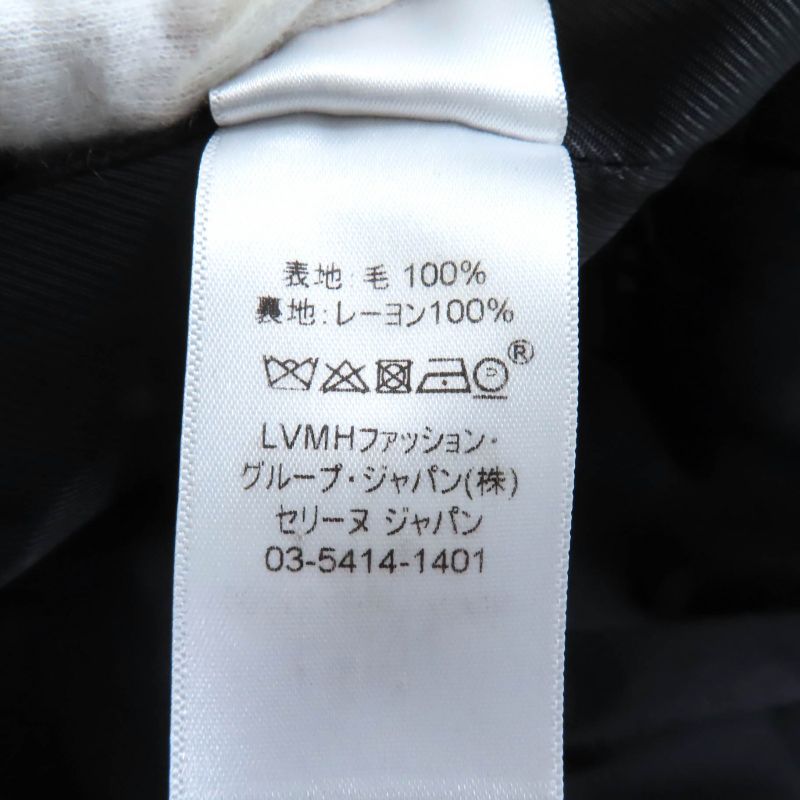 表地:毛 100%
裏地:レーヨン100%
®
LVMHファッション・
グループ・ジャパン(株)
セリーヌ ジャパン
03-5414-1401